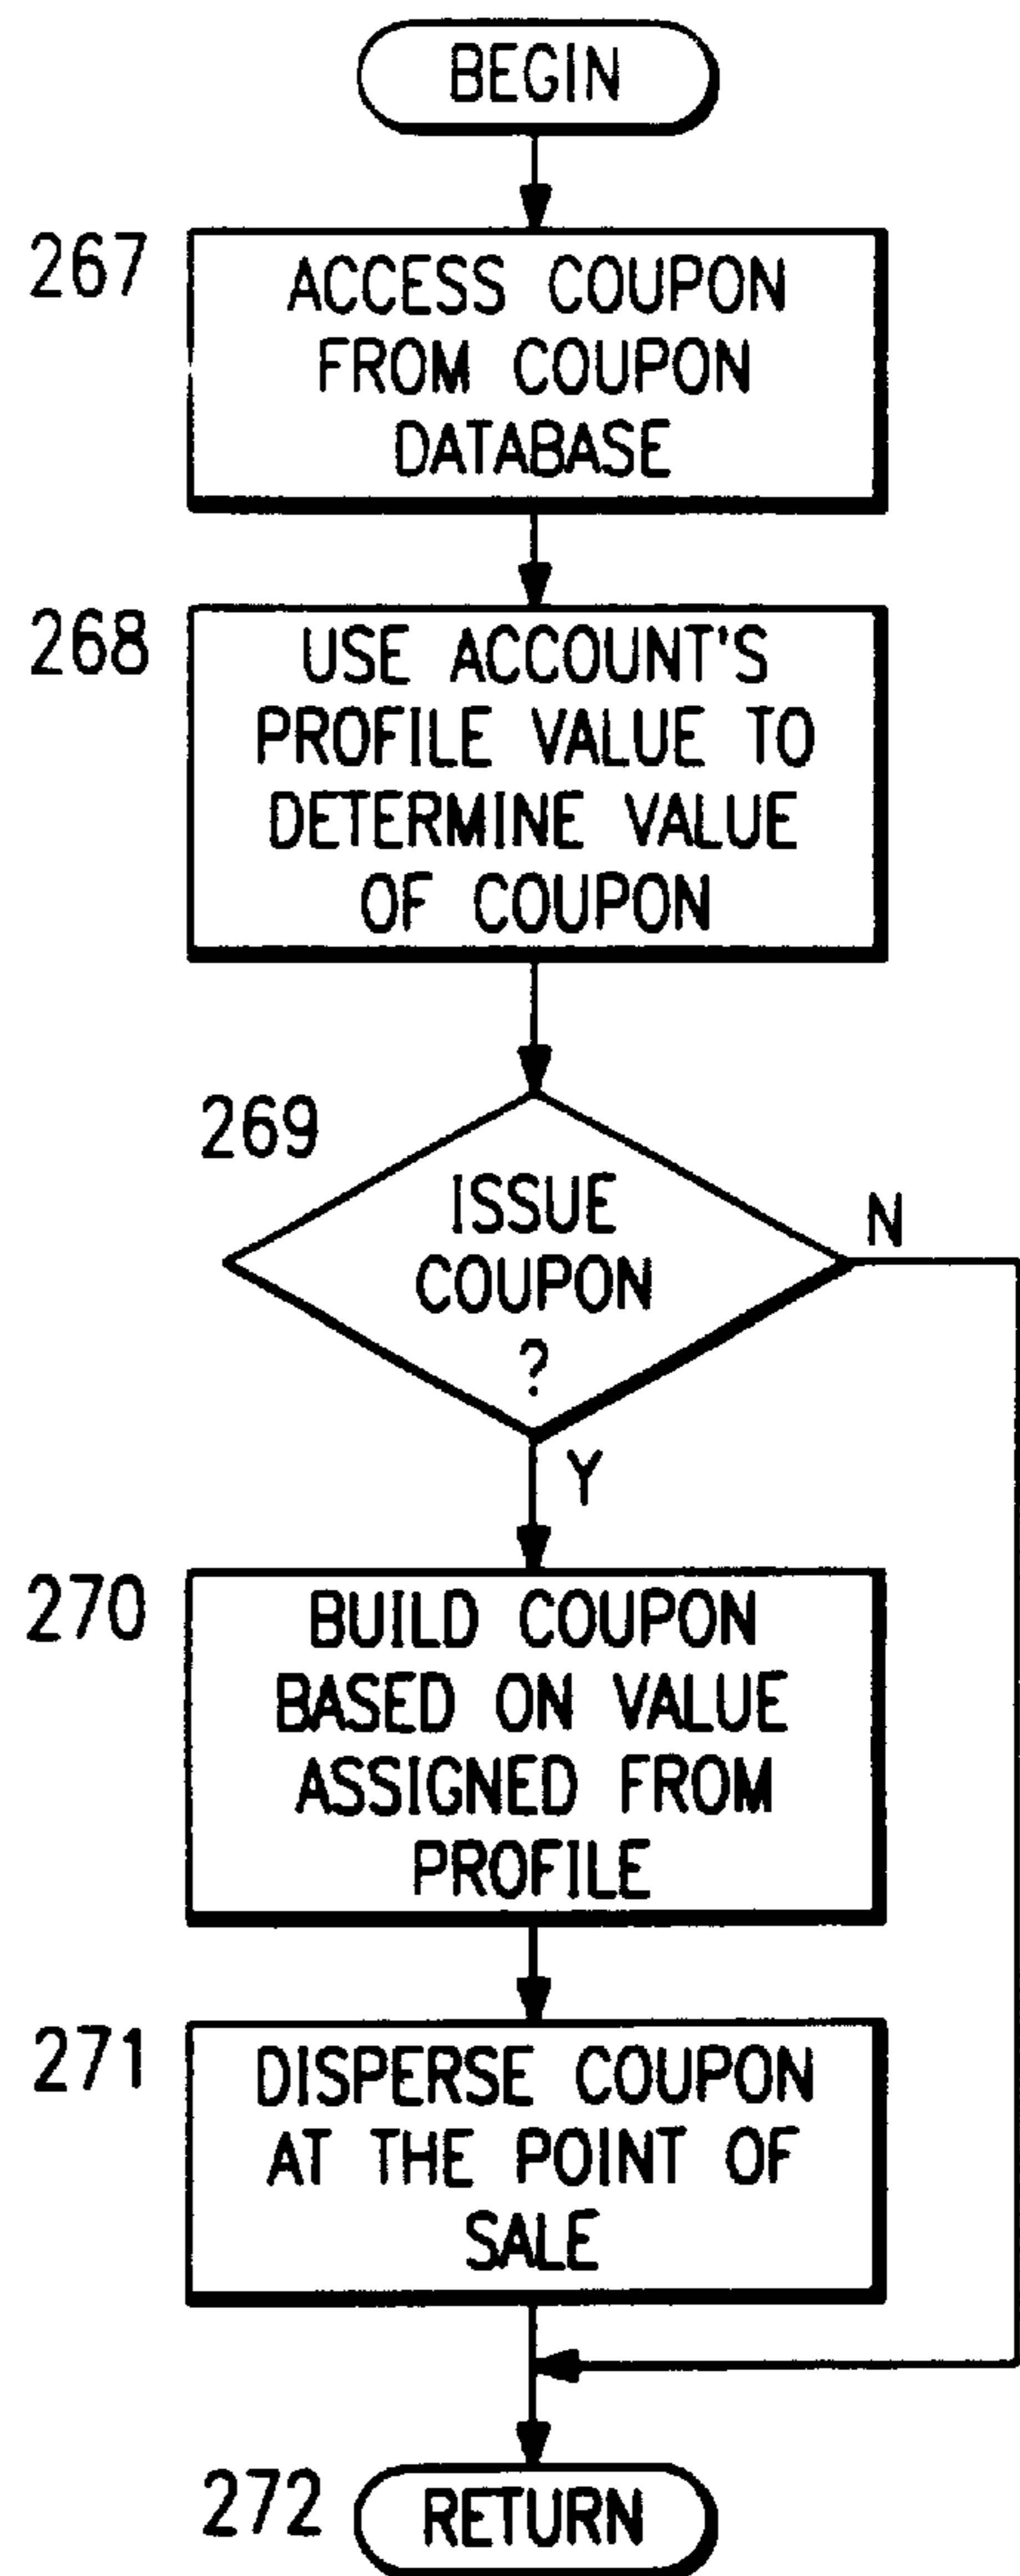 BEGIN
267
ACCESS COUPON
FROM COUPON
DATABASE
268
USE ACCOUNT'S
PROFILE VALUE TO
DETERMINE VALUE
OF COUPON
269
ISSUE
COUPON
?
N
Y
270
BUILD COUPON
BASED ON VALUE
ASSIGNED FROM
PROFILE
271
DISPERSE COUPON
AT THE POINT OF
SALE
272
RETURN